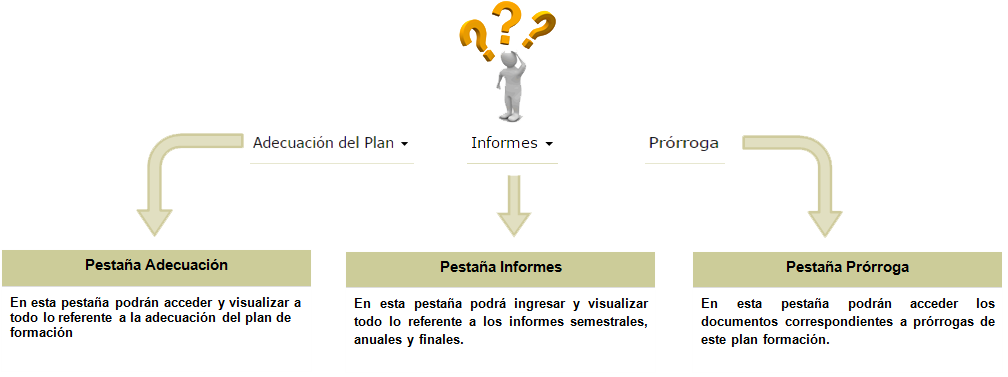 Adecuación del Plan
Informes
Prórroga
Pestaña Adecuación
En esta pestaña podrán acceder y visualizar a
todo lo referente a la adecuación del plan de
formación
Pestaña Informes
En esta pestaña podrá ingresar y visualizar
todo lo referente a los informes semestrales,
anuales y finales.
Pestaña Prórroga
En esta pestaña podrán acceder los
documentos correspondientes a prórrogas de
este plan formación.